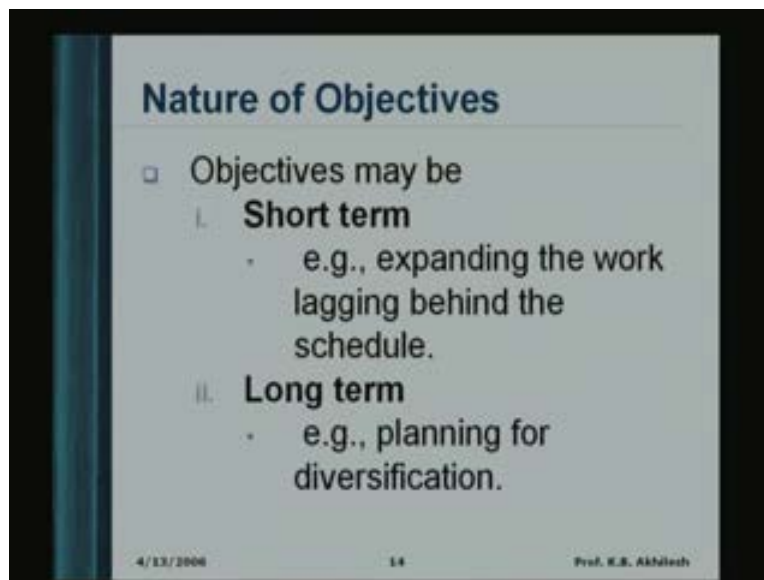 Nature of Objectives
❑ Objectives may be
i. Short term
· e.g., expanding the work
lagging behind the
schedule.
ii. Long term
· e.g., planning for
diversification.
4/13/2006 14 Prof. K.B. Akhilesh